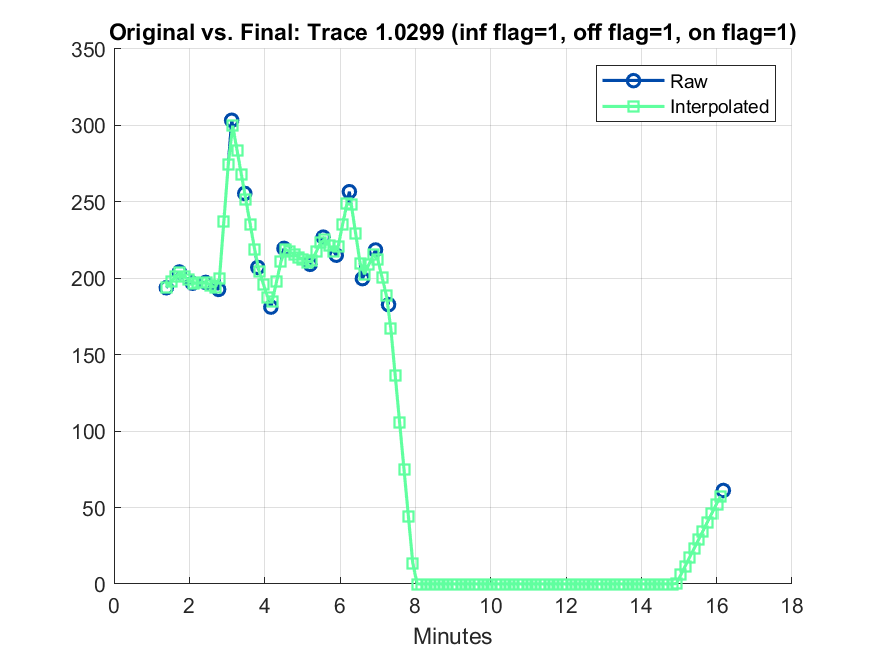 Original vs. Final: Trace 1.0299 (inf flag=1, off flag=1, on flag=1)
350
300
250
200
150
100
50
0
Raw
Interpolated
0 2 4 6 8 10 12 14 16 18
Minutes